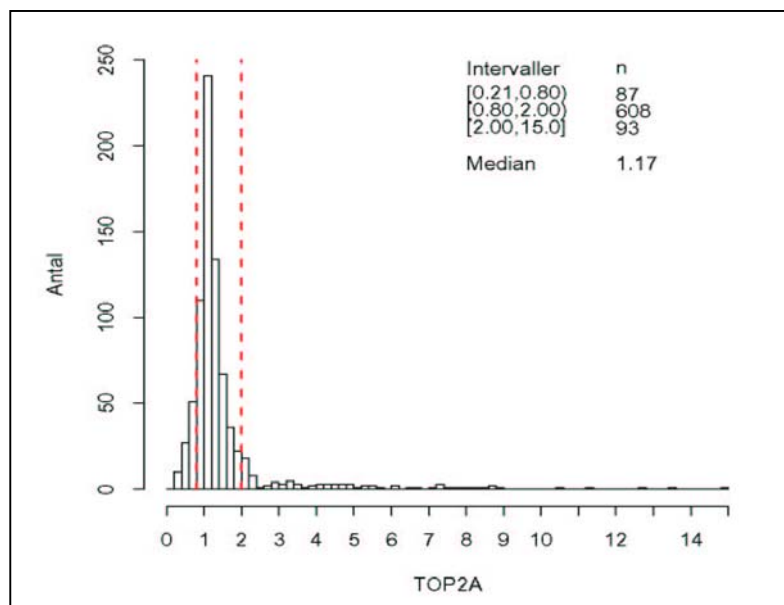 Intervaller n
[0.21,0.80) 87
[0.80,2.00) 608
[2.00,15.0] 93
Median 1.17
250
200
150
100
50
0
Antal
0 1 2 3 4 5 6 7 8 9 10 12 14
TOP2A